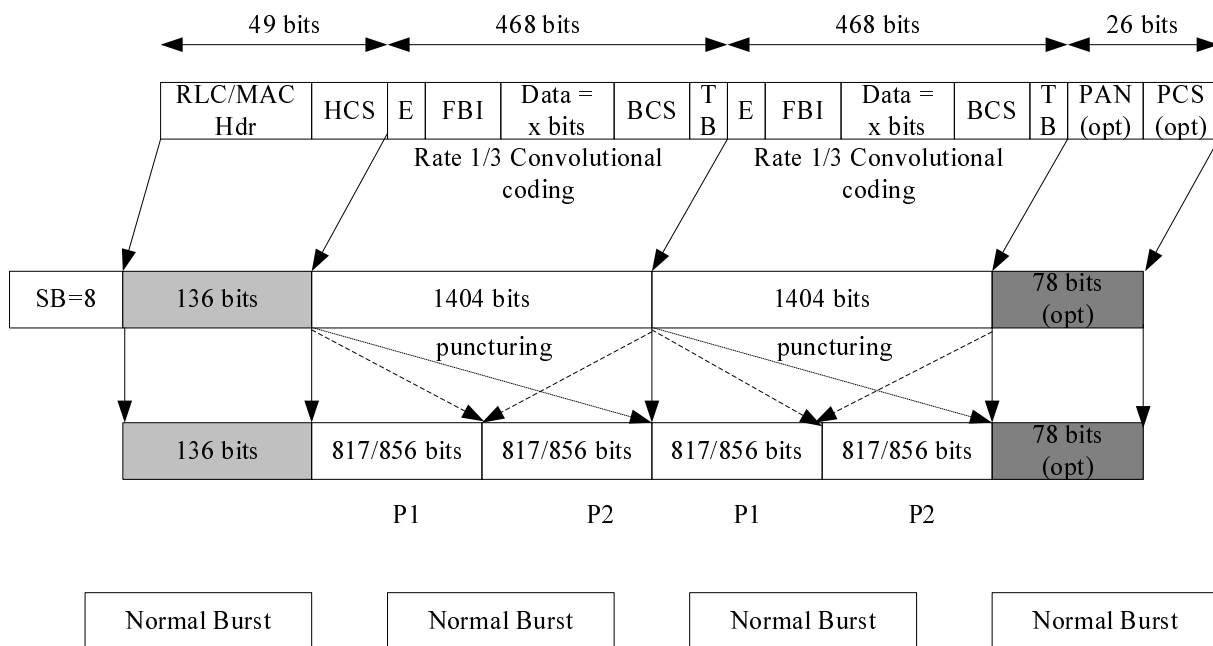 49 bits
468 bits
468 bits
26 bits
RLC/MAC
Hdr
HCS
E
FBI
Data =
x bits
BCS
T
B
E
FBI
Data =
x bits
BCS
T
B
PAN
(opt)
PCS
(opt)
Rate 1/3 Convolutional
coding
Rate 1/3 Convolutional
coding
SB=8
136 bits
1404 bits
1404 bits
78 bits
(opt)
puncturing
puncturing
136 bits
817/856 bits
817/856 bits
817/856 bits
817/856 bits
78 bits
(opt)
P1
P2
P1
P2
Normal Burst
Normal Burst
Normal Burst
Normal Burst